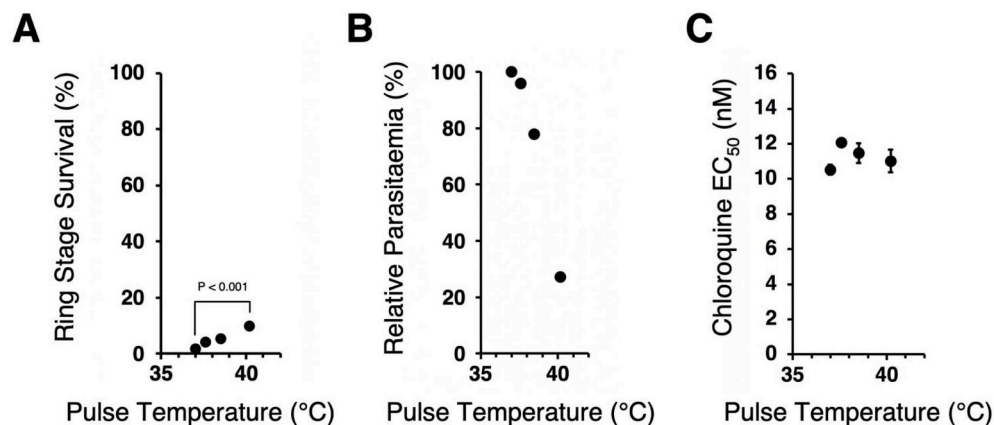 A
B
C
Ring Stage Survival (%)
100
80
60
40
20
0
P < 0.001
35
40
Pulse Temperature (°C)
Relative Parasitaemia (%)
100
80
60
40
20
0
35
40
Pulse Temperature (°C)
Chloroquine EC50 (nM)
16
14
12
10
8
6
4
2
0
35
40
Pulse Temperature (°C)